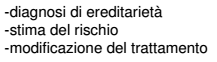 -diagnosi di ereditarietà
-stima del rischio
-modificazione del trattamento